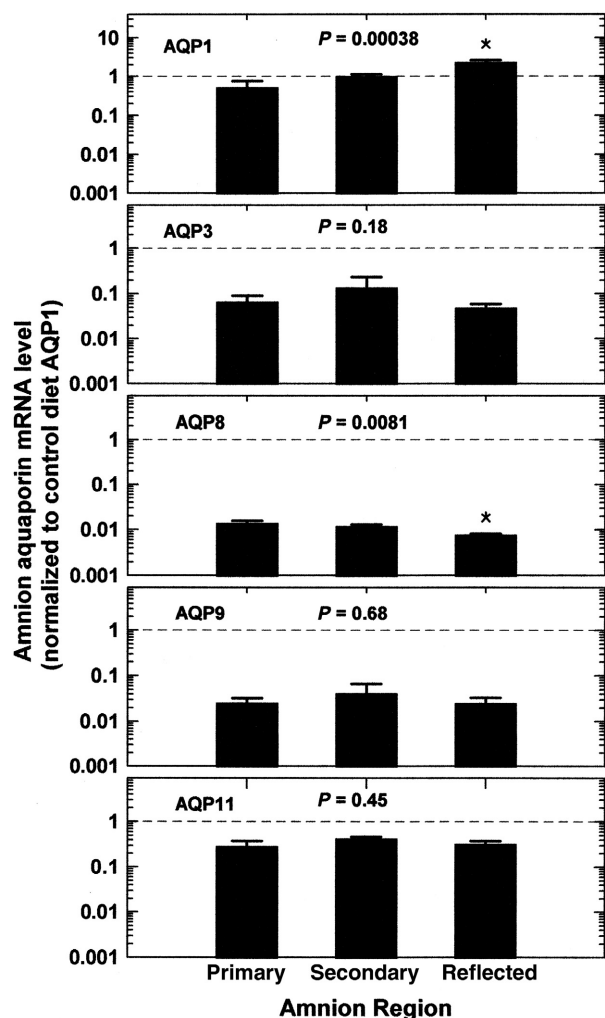 AQP1 P = 0.00038 *
10
1
0.1
0.01
0.001
AQP3 P = 0.18
1
0.1
0.01
0.001
AQP8 P = 0.0081
1
0.1
0.01 *
0.001
AQP9 P = 0.68
1
0.1
0.01
0.001
AQP11 P = 0.45
1
0.1
0.01
0.001
Primary Secondary Reflected
Amnion Region
Amnion aquaporin mRNA level
(normalized to control diet AQP1)